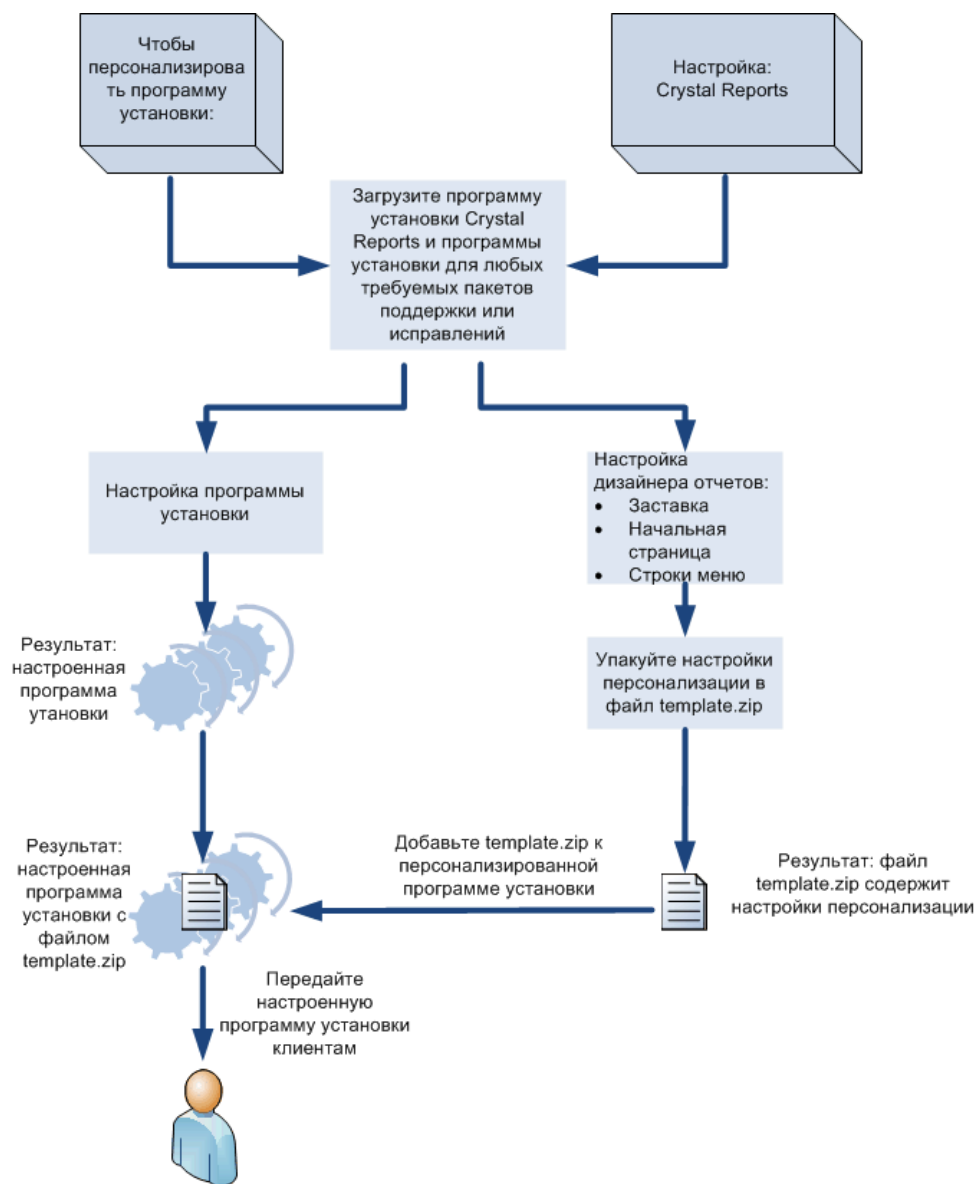 Чтобы
персонализирова
ть программу
установки:
Настройка:
Crystal Reports
Загрузите программу
установки Crystal
Reports и программы
установки для любых
требуемых пакетов
поддержки или
исправлений
Настройка программы
установки
Настройка
дизайнера отчетов:
• Заставка
• Начальная
страница
• Строки меню
Результат:
настроенная
программа
утановки
Упакуйте настройки
персонализации в
файл template.zip
Результат:
настроенная
программа
установки с
файлом
template.zip
Добавьте template.zip к
персонализированной
программе установки
Результат: файл
template.zip содержит
настройки персонализации
Передайте
настроенную
программу установки
клиентам